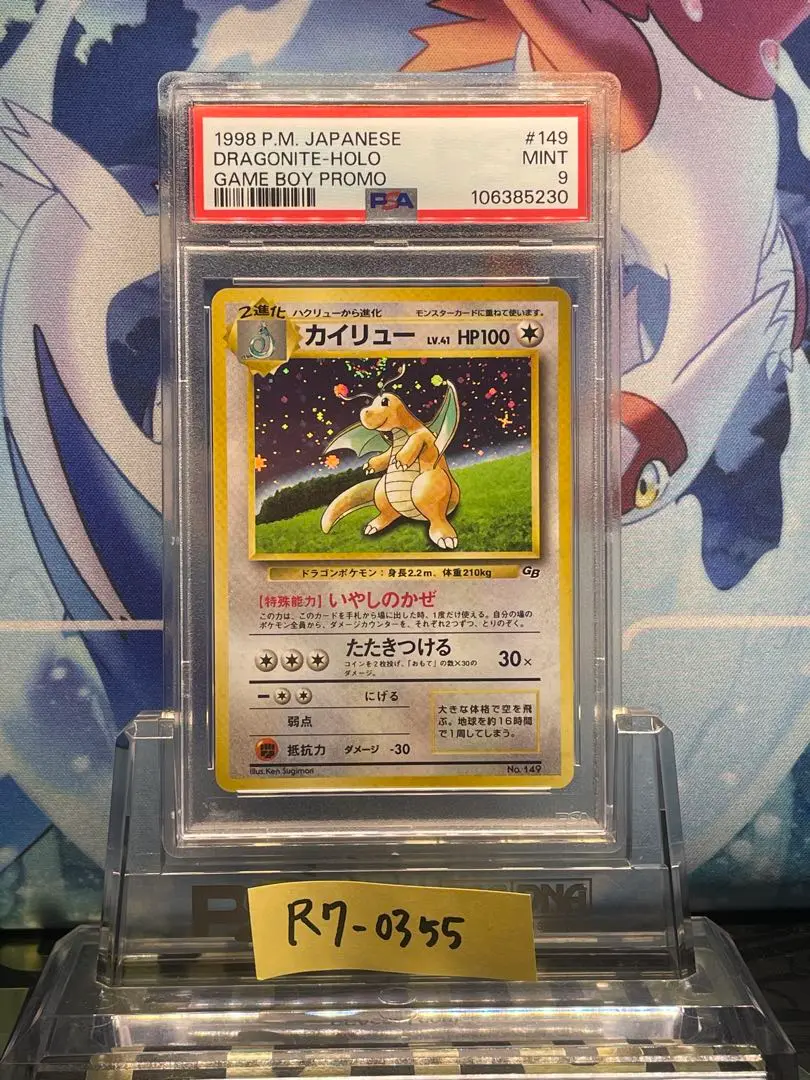 1998 P.M. JAPANESE #149
DRAGONITE-HOLO MINT
GAME BOY PROMO 9
PSA 106385230
2進化 ハクリューから進化 モンスターカードに重ねて使います。
カイリュー LV.41 HP100
ドラゴンポケモン：身長2.2m、体重210kg GB
【特殊能力】いやしのかぜ
この力は、このカードを手札から場に出した時、1度だけ使える。自分の場の
ポケモン全員から、ダメージカウンターを、それぞれ2つずつ、とりのぞく。
たたきつける 30×
コインを2枚投げ、「おもて」の数×30の
ダメージ。
にげる
弱点
抵抗力 ダメージ -30
大きな体格で空を飛
ぶ。地球を約16時間
で1周してしまう。
Illus. Ken Sugimori No. 149
R7-0355